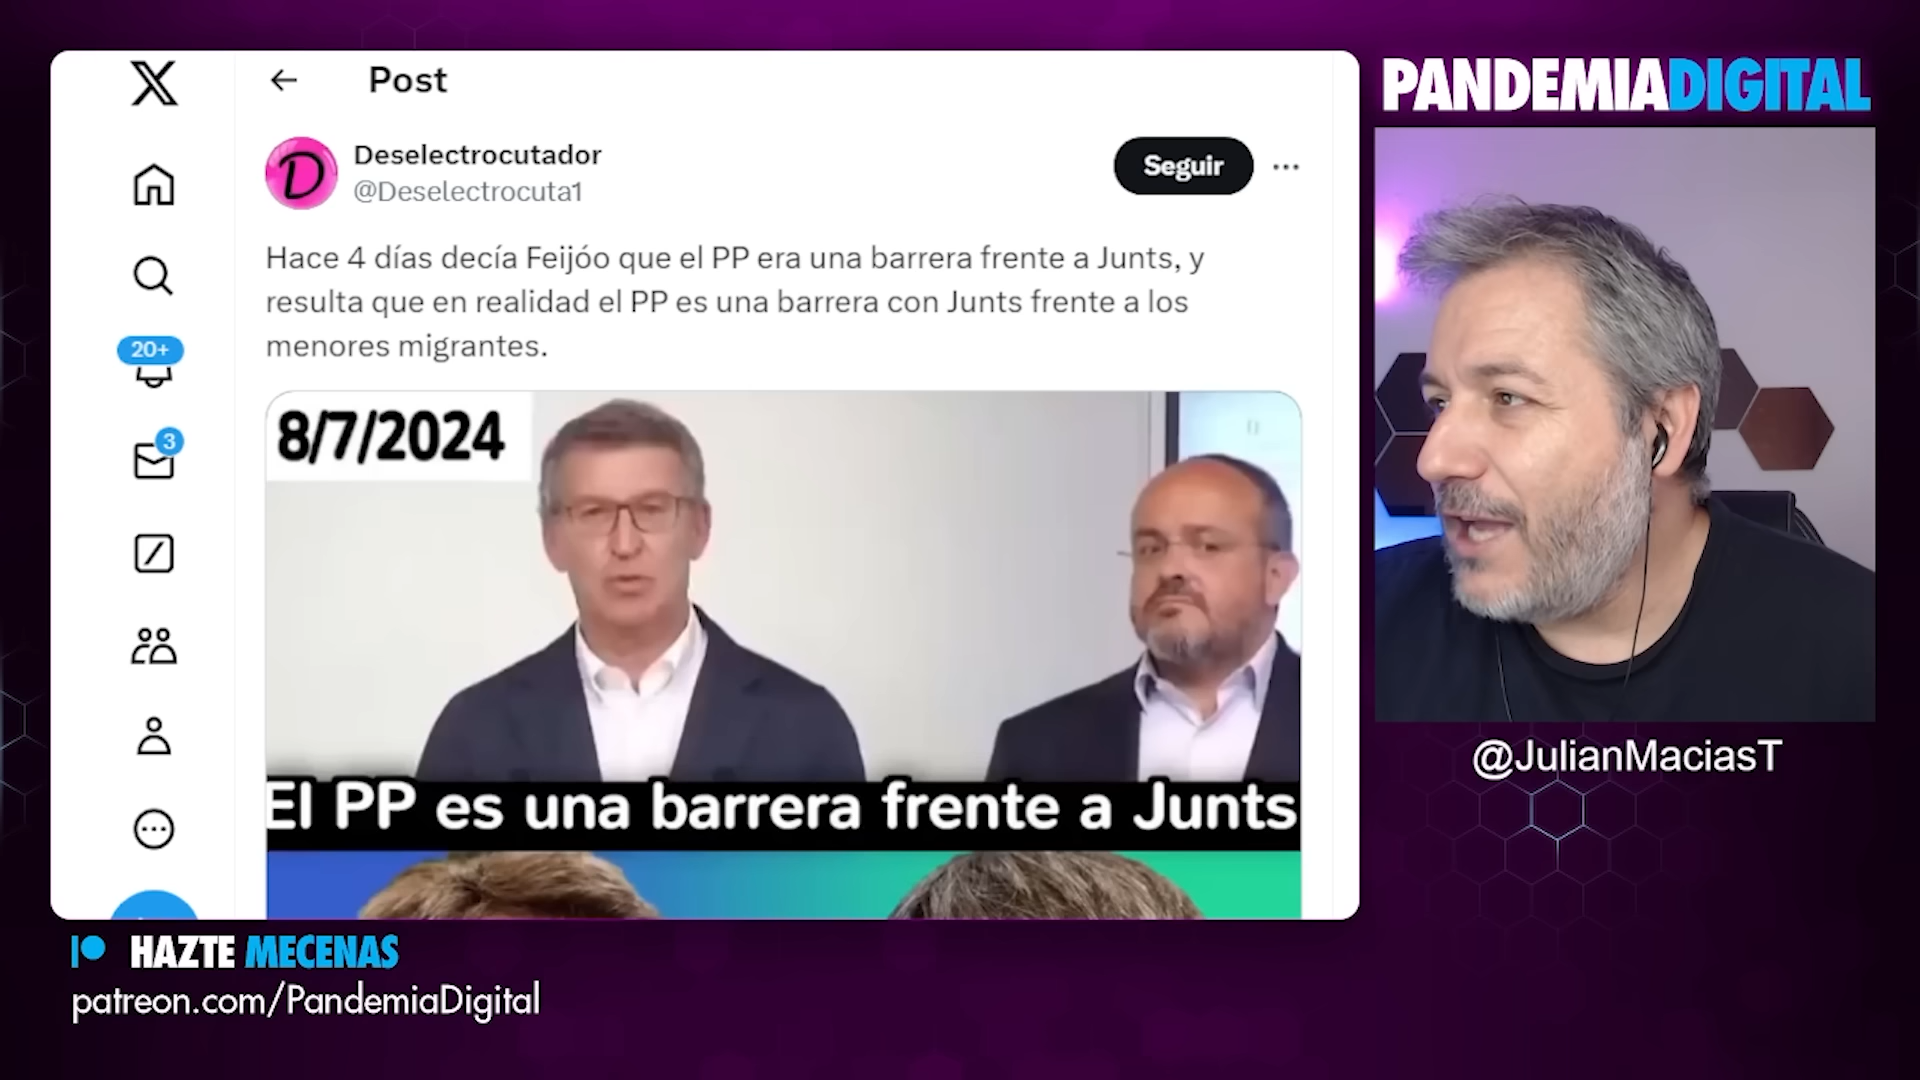 Post
Deselectrocutador
@Deselectrocuta1
Seguir
Hace 4 días decía Feijóo que el PP era una barrera frente a Junts, y
resulta que en realidad el PP es una barrera con Junts frente a los
menores migrantes.
20+
3
8/7/2024
El PP es una barrera frente a Junts
PANDEMIADIGITAL
@JulianMaciasT
HAZTE MECENAS
patreon.com/PandemiaDigital